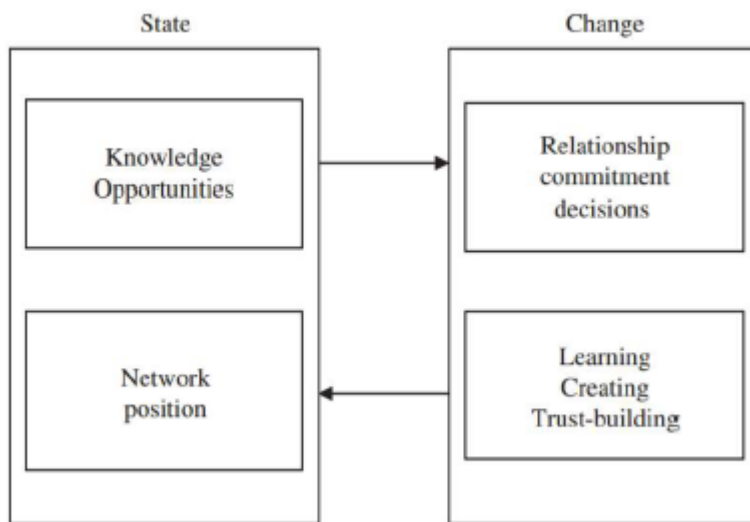 State
Change
Knowledge
Opportunities
Relationship
commitment
decisions
Network
position
Learning
Creating
Trust-building